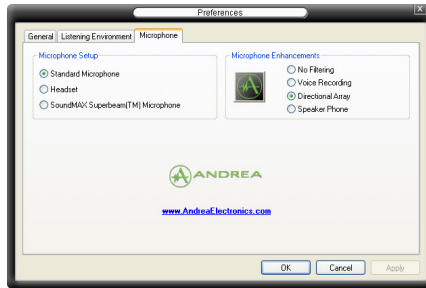 Preferences
X
General Listening Environment Microphone
Microphone Setup
Standard Microphone
Headset
SoundMAX Superbeam(TM) Microphone
Microphone Enhancements
No Filtering
Voice Recording
Directional Array
Speaker Phone
ANDREA
www.AndreaElectronics.com
OK Cancel Apply